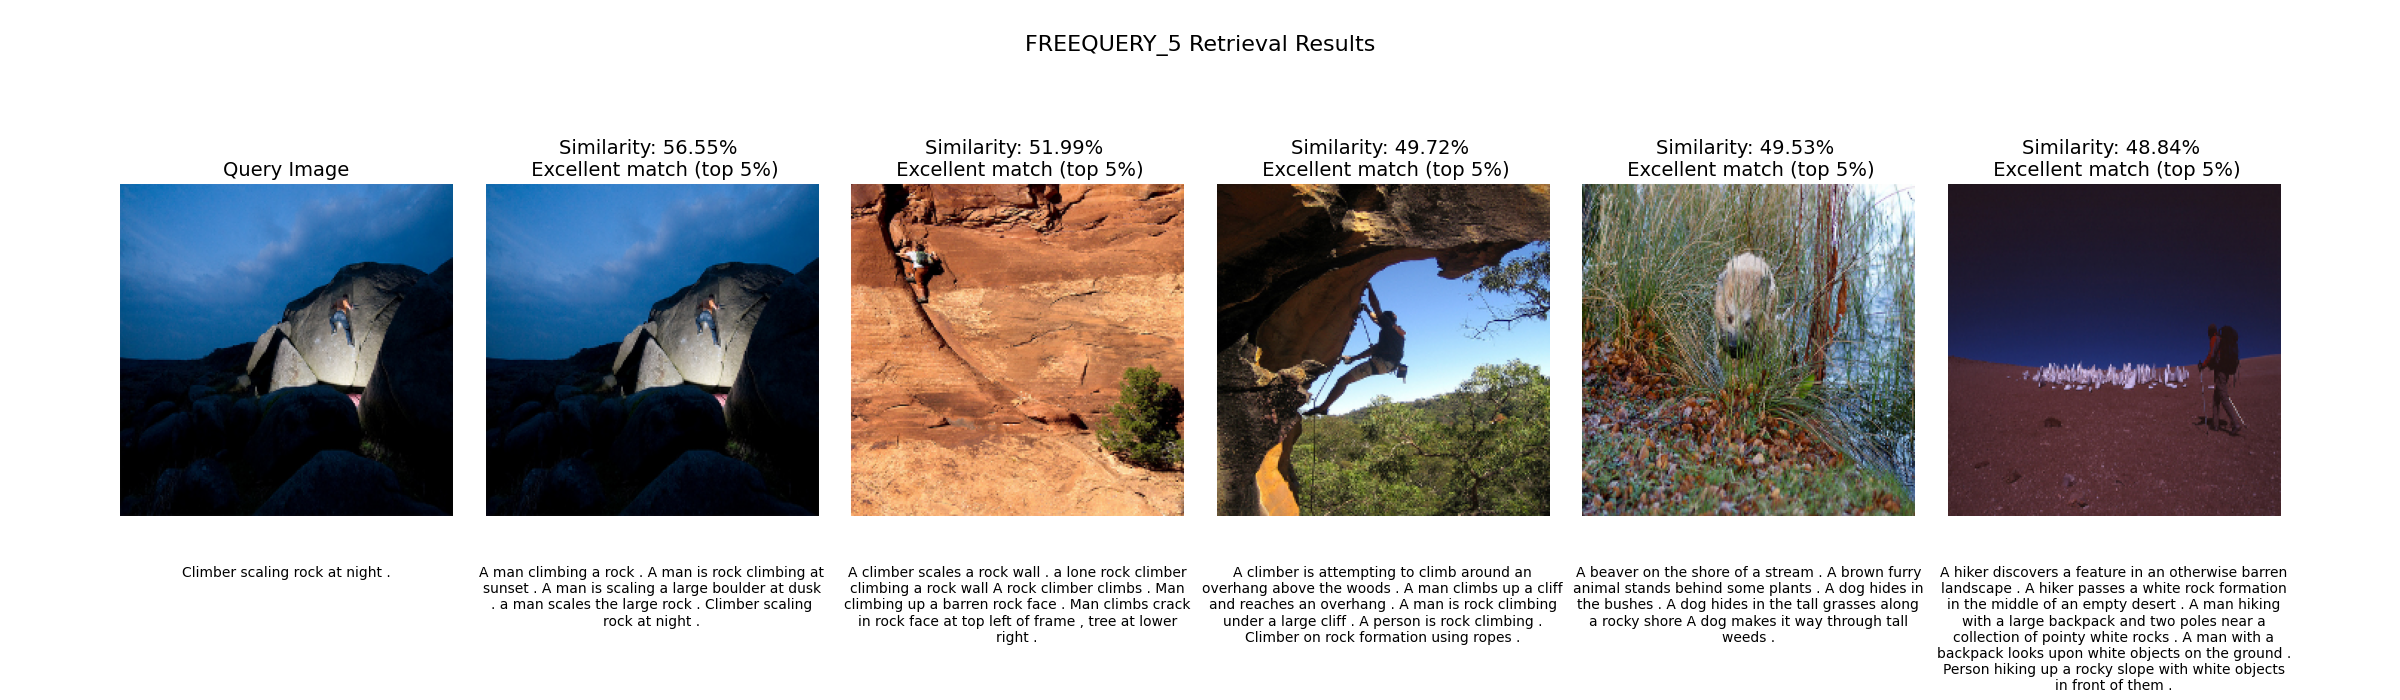 FREEQUERY_5 Retrieval Results
Query Image
Similarity: 56.55%
Excellent match (top 5%)
Similarity: 51.99%
Excellent match (top 5%)
Similarity: 49.72%
Excellent match (top 5%)
Similarity: 49.53%
Excellent match (top 5%)
Similarity: 48.84%
Excellent match (top 5%)
Climber scaling rock at night .
A man climbing a rock . A man is rock climbing at
sunset . A man is scaling a large boulder at dusk
. a man scales the large rock . Climber scaling
rock at night .
A climber scales a rock wall . a lone rock climber
climbing a rock wall A rock climber climbs . Man
climbing up a barren rock face . Man climbs crack
in rock face at top left of frame , tree at lower
right .
A climber is attempting to climb around an
overhang above the woods . A man climbs up a cliff
and reaches an overhang . A man is rock climbing
under a large cliff . A person is rock climbing .
Climber on rock formation using ropes .
A beaver on the shore of a stream . A brown furry
animal stands behind some plants . A dog hides in
the bushes . A dog hides in the tall grasses along
a rocky shore A dog makes it way through tall
weeds .
A hiker discovers a feature in an otherwise barren
landscape . A hiker passes a white rock formation
in the middle of an empty desert . A man hiking
with a large backpack and two poles near a
collection of pointy white rocks . A man with a
backpack looks upon white objects on the ground .
Person hiking up a rocky slope with white objects
in front of them .